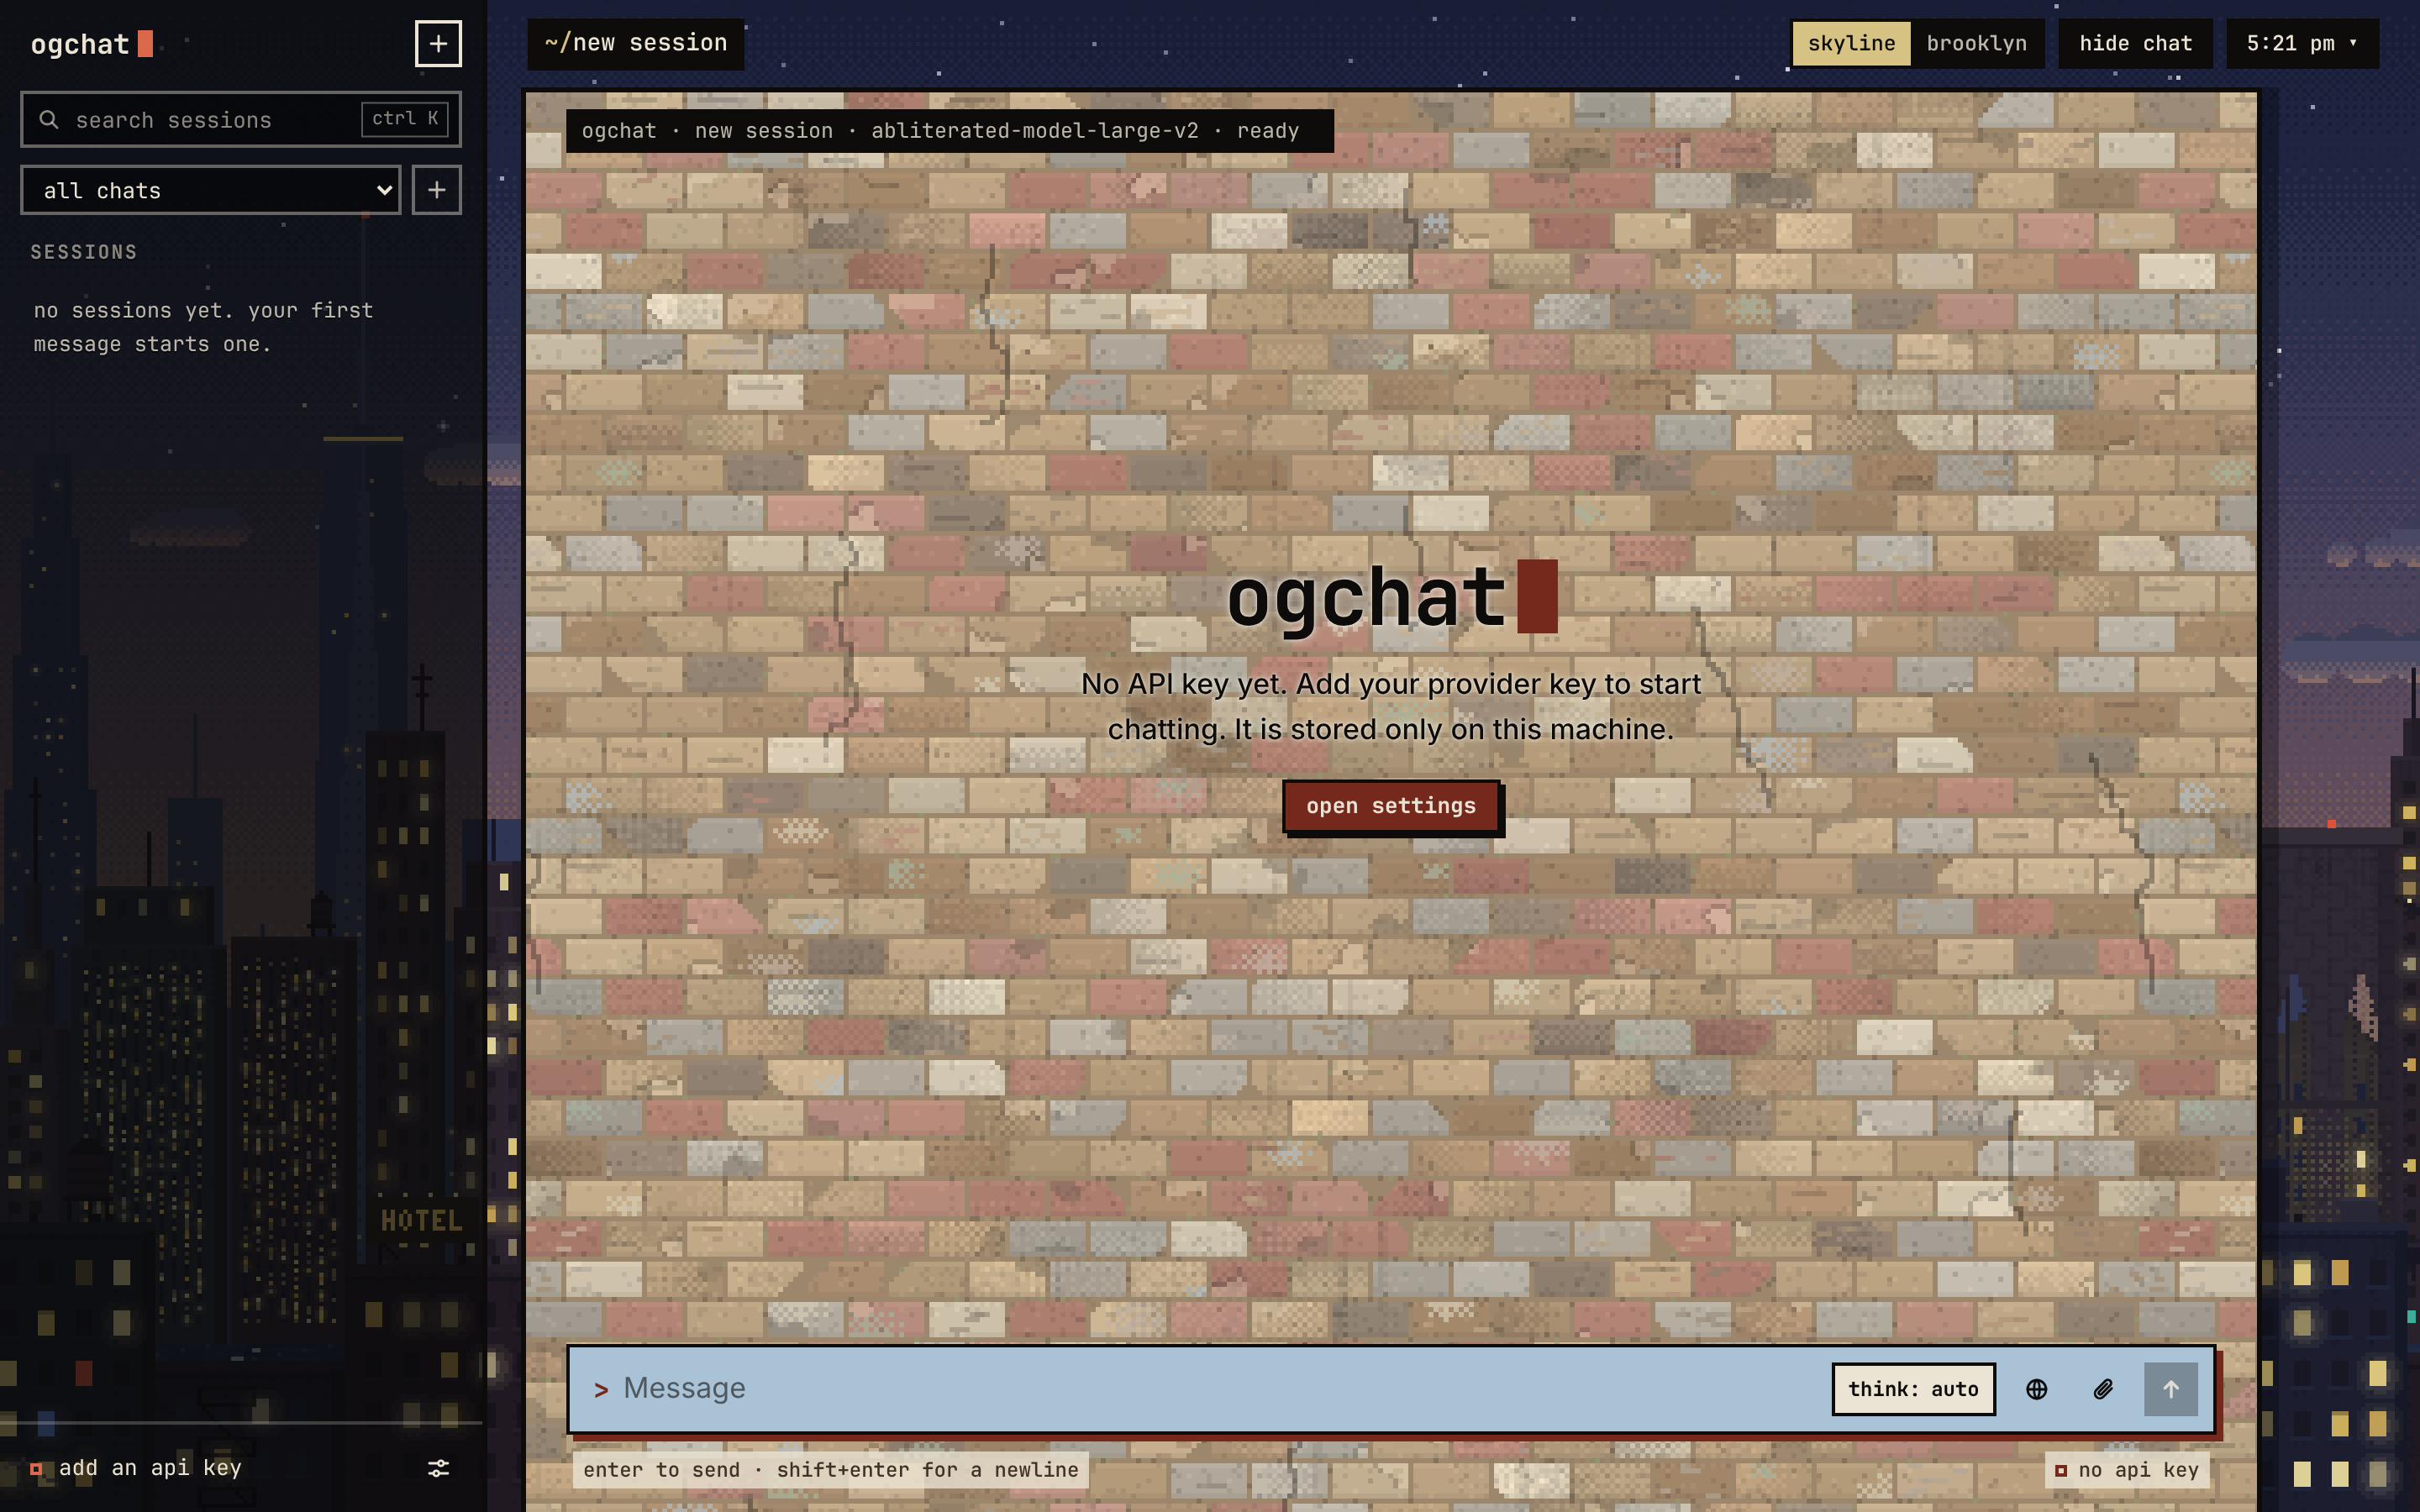 ogchat
+
search sessions ctrl K
all chats
+
SESSIONS
no sessions yet. your first
message starts one.
HOTEL
add an api key
~/new session
skyline brooklyn hide chat 5:21 pm
ogchat · new session · abliterated-model-large-v2 · ready
ogchat
No API key yet. Add your provider key to start
chatting. It is stored only on this machine.
open settings
> Message think: auto
enter to send · shift+enter for a newline
no api key